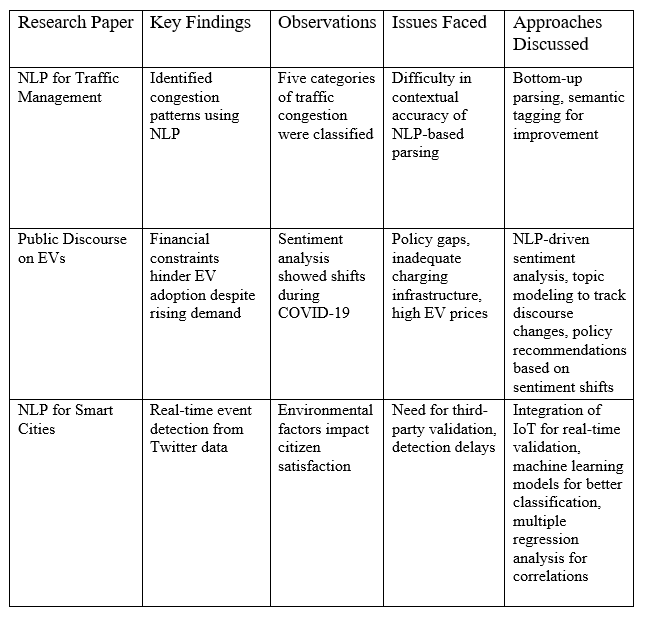 Research Paper
Key Findings
Observations
Issues Faced
Approaches
Discussed
NLP for Traffic
Management
Identified
congestion
patterns using
NLP
Five categories
of traffic
congestion
were classified
Difficulty in
contextual
accuracy of
NLP-based
parsing
Bottom-up
parsing, semantic
tagging for
improvement
Public Discourse
on EVs
Financial
constraints
hinder EV
adoption despite
rising demand
Sentiment
analysis
showed shifts
during
COVID-19
Policy gaps,
inadequate
charging
infrastructure,
high EV prices
NLP-driven
sentiment
analysis, topic
modeling to track
discourse
changes, policy
recommendations
based on
sentiment shifts
NLP for Smart
Cities
Real-time event
detection from
Twitter data
Environmental
factors impact
citizen
satisfaction
Need for third-
party validation,
detection delays
Integration of
IoT for real-time
validation,
machine learning
models for better
classification,
multiple
regression
analysis for
correlations